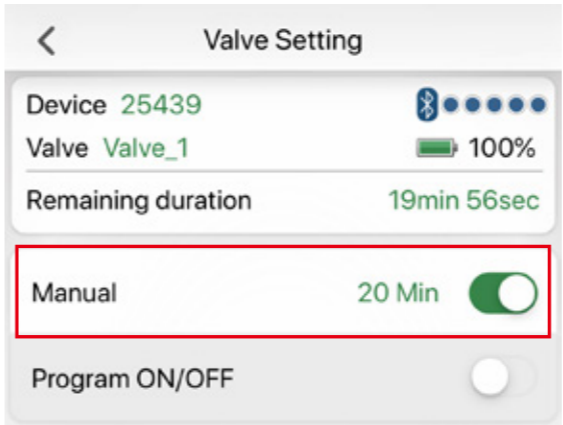 Valve Setting
Device 25439
Valve Valve_1 100%
Remaining duration 19min 56sec
Manual 20 Min
Program ON/OFF